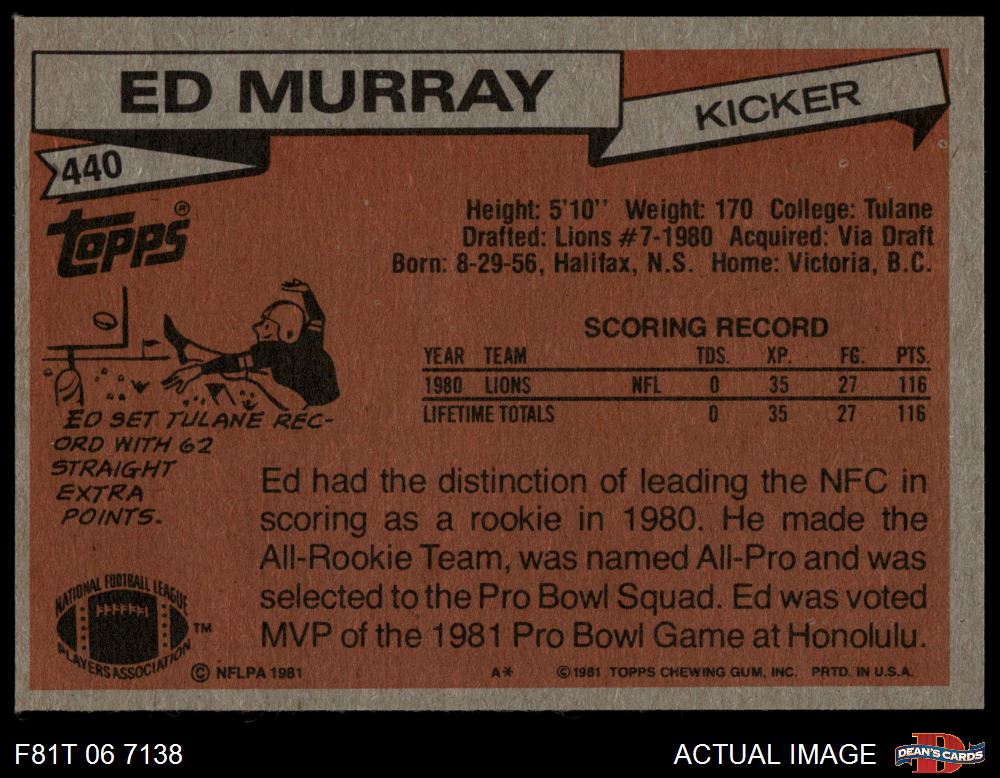 ED MURRAY
KICKER
440
topps®
Height: 5'10'' Weight: 170 College: Tulane
Drafted: Lions #7-1980 Acquired: Via Draft
Born: 8-29-56, Halifax, N.S. Home: Victoria, B.C.
SCORING RECORD
YEAR TEAM TDS. XP. FG. PTS.
1980 LIONS NFL 0 35 27 116
LIFETIME TOTALS 0 35 27 116
ED SET TULANE REC-
ORD WITH 62
STRAIGHT
EXTRA
POINTS.
Ed had the distinction of leading the NFC in
scoring as a rookie in 1980. He made the
All-Rookie Team, was named All-Pro and was
selected to the Pro Bowl Squad. Ed was voted
MVP of the 1981 Pro Bowl Game at Honolulu.
NATIONAL FOOTBALL LEAGUE
PLAYERS ASSOCIATION
TM
© NFLPA 1981 A* ©1981 TOPPS CHEWING GUM, INC. PRTD. IN U.S.A.
F81T 06 7138
ACTUAL IMAGE
DEAN'S CARDS